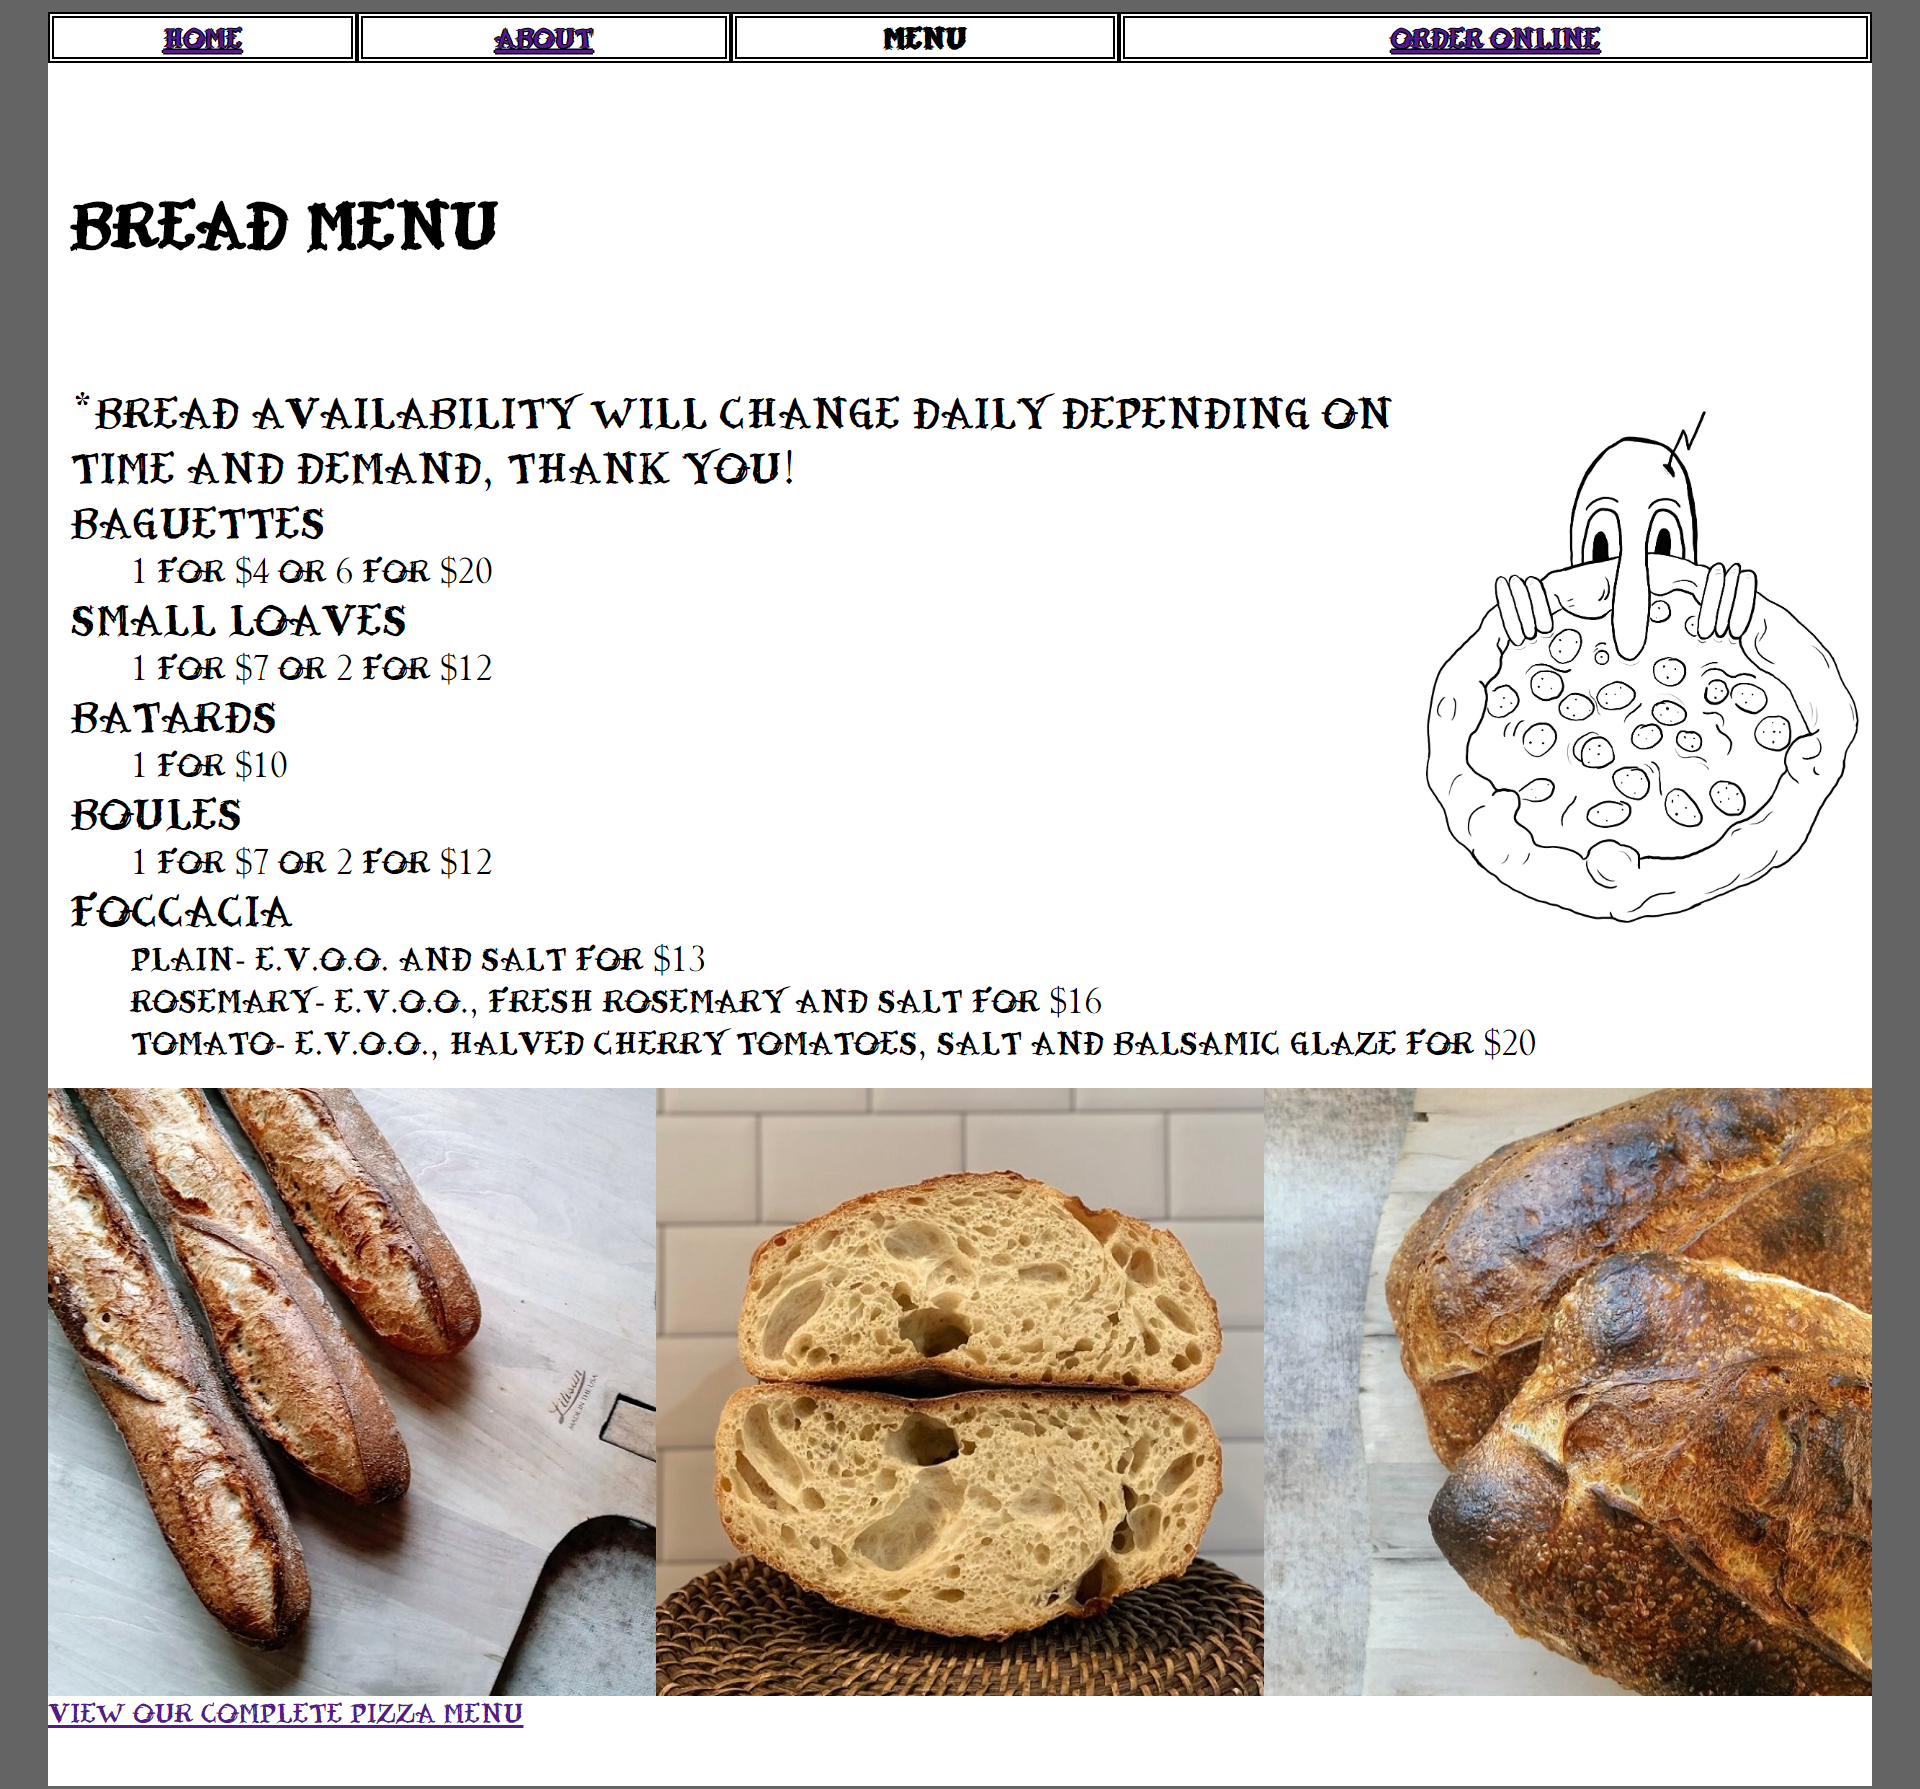 HOME ABOUT MENU ORDER ONLINE
BREAD MENU
*BREAD AVAILABILITY WILL CHANGE DAILY DEPENDING ON
TIME AND DEMAND, THANK YOU!
BAGUETTES
1 FOR $4 OR 6 FOR $20
SMALL LOAVES
1 FOR $7 OR 2 FOR $12
BATARDS
1 FOR $10
BOULES
1 FOR $7 OR 2 FOR $12
FOCCACIA
PLAIN- E.V.O.O. AND SALT FOR $13
ROSEMARY- E.V.O.O., FRESH ROSEMARY AND SALT FOR $16
TOMATO- E.V.O.O., HALVED CHERRY TOMATOES, SALT AND BALSAMIC GLAZE FOR $20
MADE IN THE USA
VIEW OUR COMPLETE PIZZA MENU